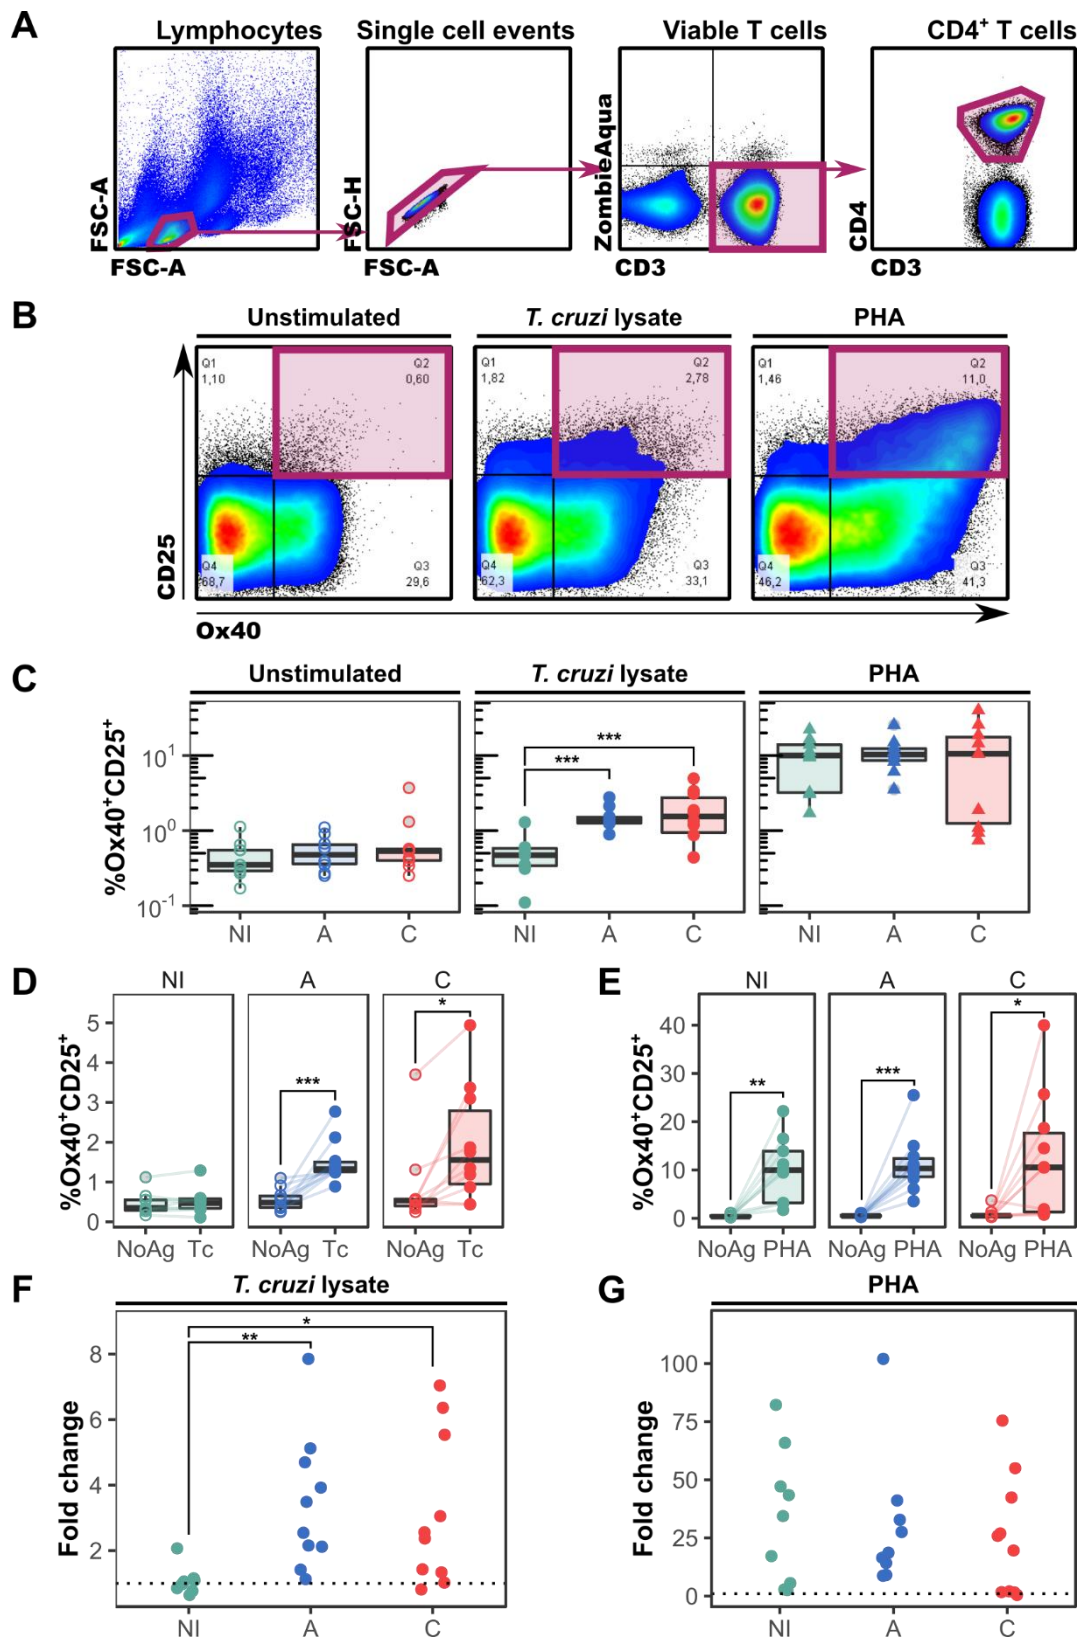 A
Lymphocytes
Single cell events
Viable T cells
CD4⁺ T cells
FSC-A
FSC-A
FSC-H
FSC-A
ZombieAqua
CD3
CD4
CD3
B
Unstimulated
T. cruzi lysate
PHA
CD25
Q1
1,10
Q2
0,60
Q4
68,7
Q3
29,6
Q1
1,82
Q2
2,78
Q4
62,3
Q3
33,1
Q1
1,46
Q2
11,0
Q4
46,2
Q3
41,3
Ox40
C
Unstimulated
T. cruzi lysate
PHA
%Ox40⁺CD25⁺
10¹
10⁰
10⁻¹
***
***
NI A C
NI A C
NI A C
D
NI
A
C
%Ox40⁺CD25⁺
5
4
3
2
1
0
***
*
NoAg Tc
NoAg Tc
NoAg Tc
E
NI
A
C
%Ox40⁺CD25⁺
40
30
20
10
0
**
***
*
NoAg PHA
NoAg PHA
NoAg PHA
F
T. cruzi lysate
Fold change
8
6
4
2
*
**
NI A C
G
PHA
Fold change
100
75
50
25
0
NI A C